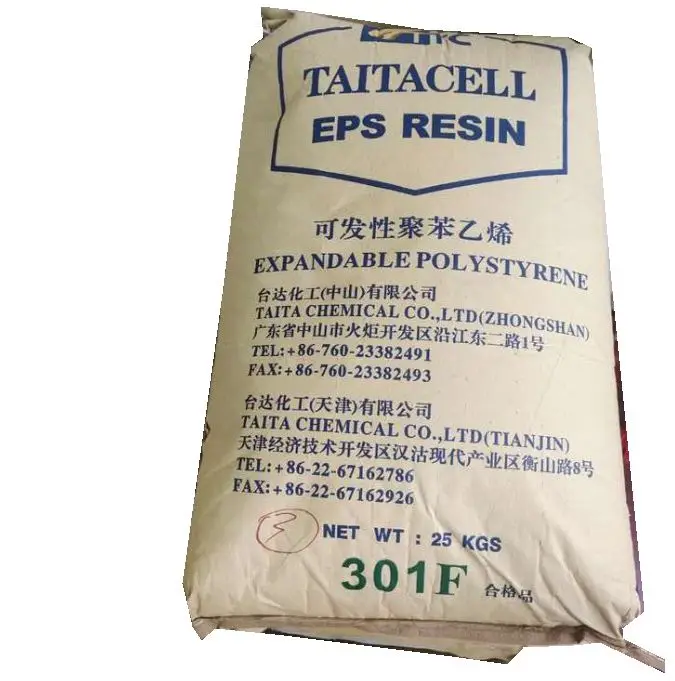 TAITACELL
EPS RESIN
可发性聚苯乙烯
EXPANDABLE POLYSTYRENE
台达化工(中山)有限公司
TAITA CHEMICAL CO.,LTD(ZHONGSHAN)
广东省中山市火炬开发区沿江东二路1号
TEL:+86-760-23382491
FAX:+86-760-23382493
台达化工(天津)有限公司
TAITA CHEMICAL CO.,LTD(TIANJIN)
天津经济技术开发区汉沽现代产业区衡山路8号
TEL:+86-22-67162786
FAX:+86-22-67162926
3 NET WT : 25 KGS
301F 合格品